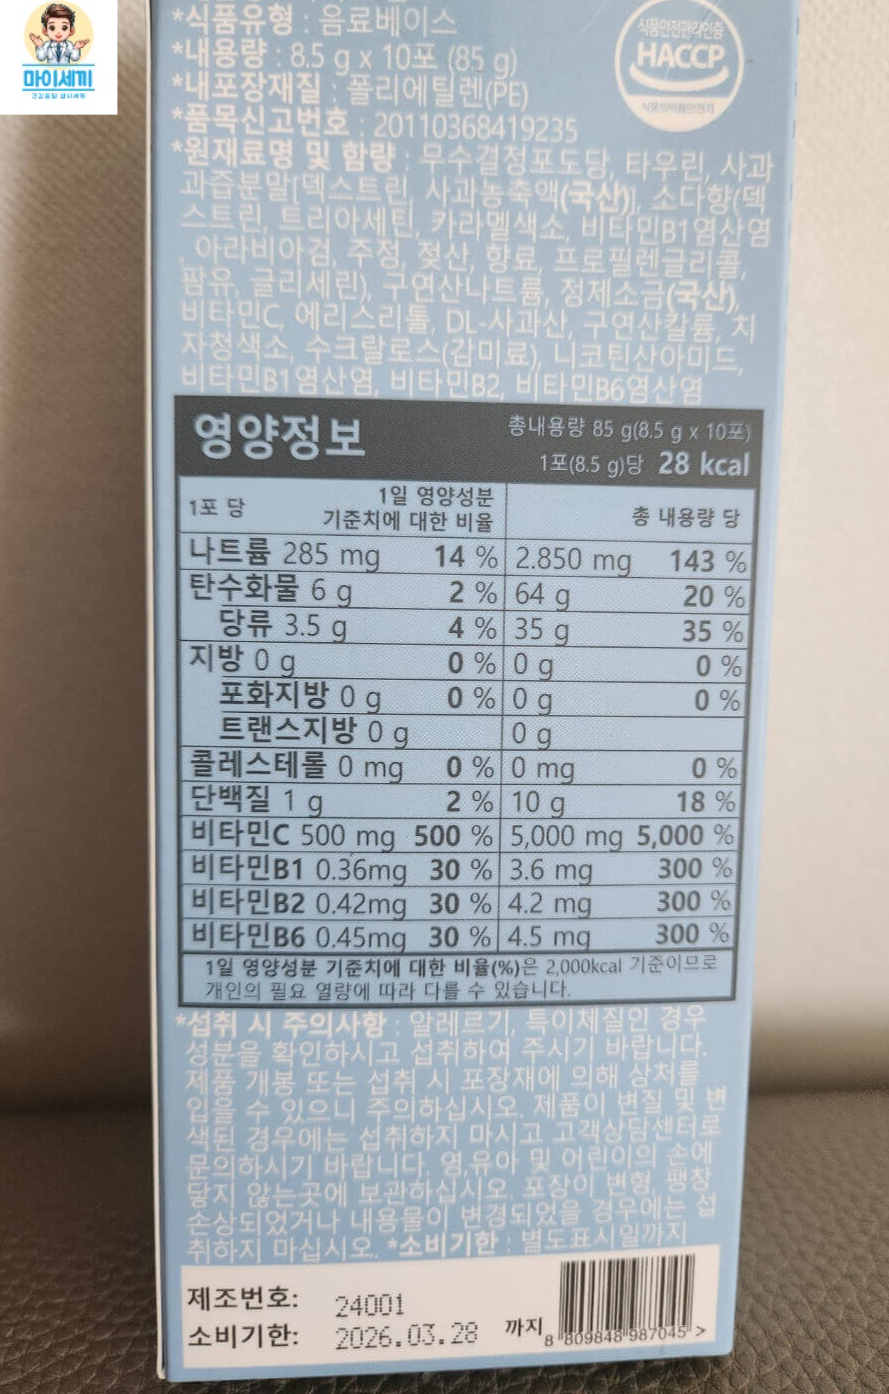 마이세끼
건강요정 삼시세끼
*식품유형 : 음료베이스
*내용량 : 8.5 g x 10포 (85 g)
*내포장재질 : 폴리에틸렌(PE)
*품목신고번호 : 20110368419235
*원재료명 및 함량 : 무수결정포도당, 타우린, 사과
과즙분말[덱스트린, 사과농축액(국산)], 소다향(덱
스트린, 트리아세틴, 카라멜색소, 비타민B1염산염
, 아라비아검, 주정, 젖산, 향료, 프로필렌글리콜,
팜유, 글리세린), 구연산나트륨, 정제소금(국산),
비타민C, 에리스리톨, DL-사과산, 구연산칼륨, 치
자청색소, 수크랄로스(감미료), 니코틴산아미드,
비타민B1염산염, 비타민B2, 비타민B6염산염
식품안전관리인증
HACCP
식품의약품안전처
영양정보
총내용량 85 g(8.5 g x 10포)
1포(8.5 g)당 28 kcal
1포 당 1일 영양성분 기준치에 대한 비율 총 내용량 당
나트륨 285 mg 14 % 2.850 mg 143 %
탄수화물 6 g 2 % 64 g 20 %
당류 3.5 g 4 % 35 g 35 %
지방 0 g 0 % 0 g 0 %
포화지방 0 g 0 % 0 g 0 %
트랜스지방 0 g 0 g
콜레스테롤 0 mg 0 % 0 mg 0 %
단백질 1 g 2 % 10 g 18 %
비타민C 500 mg 500 % 5,000 mg 5,000 %
비타민B1 0.36mg 30 % 3.6 mg 300 %
비타민B2 0.42mg 30 % 4.2 mg 300 %
비타민B6 0.45mg 30 % 4.5 mg 300 %
1일 영양성분 기준치에 대한 비율(%)은 2,000kcal 기준이므로
개인의 필요 열량에 따라 다를 수 있습니다.
*섭취 시 주의사항 : 알레르기, 특이체질인 경우
성분을 확인하시고 섭취하여 주시기 바랍니다.
제품 개봉 또는 섭취 시 포장재에 의해 상처를
입을 수 있으니 주의하십시오. 제품이 변질 및 변
색된 경우에는 섭취하지 마시고 고객상담센터로
문의하시기 바랍니다. 영,유아 및 어린이의 손에
닿지 않는곳에 보관하십시오. 포장이 변형, 팽창
손상되었거나 내용물이 변경되었을 경우에는 섭
취하지 마십시오. *소비기한 : 별도표시일까지
제조번호: 24001
소비기한: 2026.03.28 까지
8 809848 987045 >